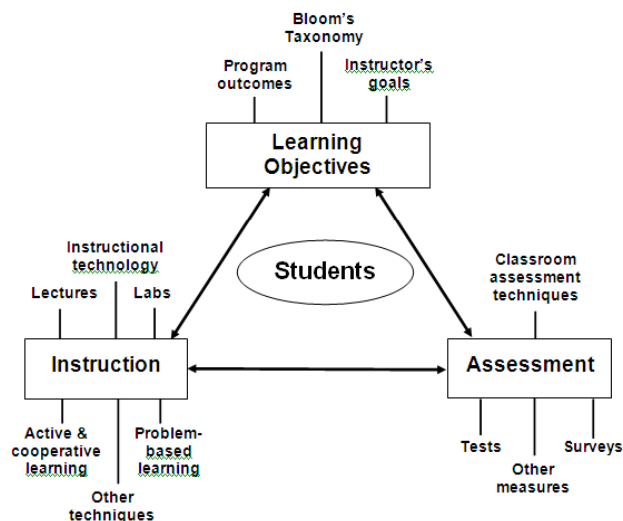 Bloom's
Taxonomy
Program
outcomes
Instructor's
goals
Learning
Objectives
Students
Instructional
technology
Lectures
Labs
Instruction
Active &
cooperative
learning
Problem-
based
learning
Other
techniques
Classroom
assessment
techniques
Assessment
Tests
Surveys
Other
measures